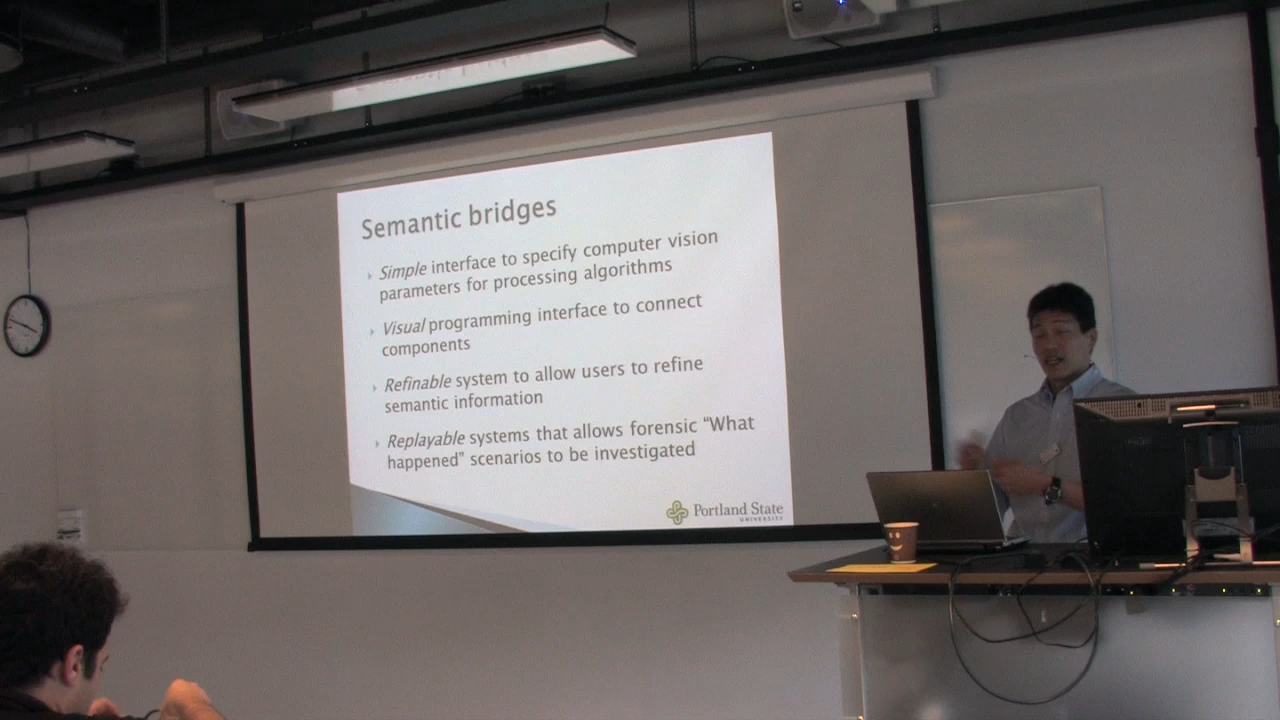 Semantic bridges
Simple interface to specify computer vision
parameters for processing algorithms
Visual programming interface to connect
components
Refinable system to allow users to refine
semantic information
Replayable systems that allows forensic “What
happened” scenarios to be investigated
Portland State
UNIVERSITY